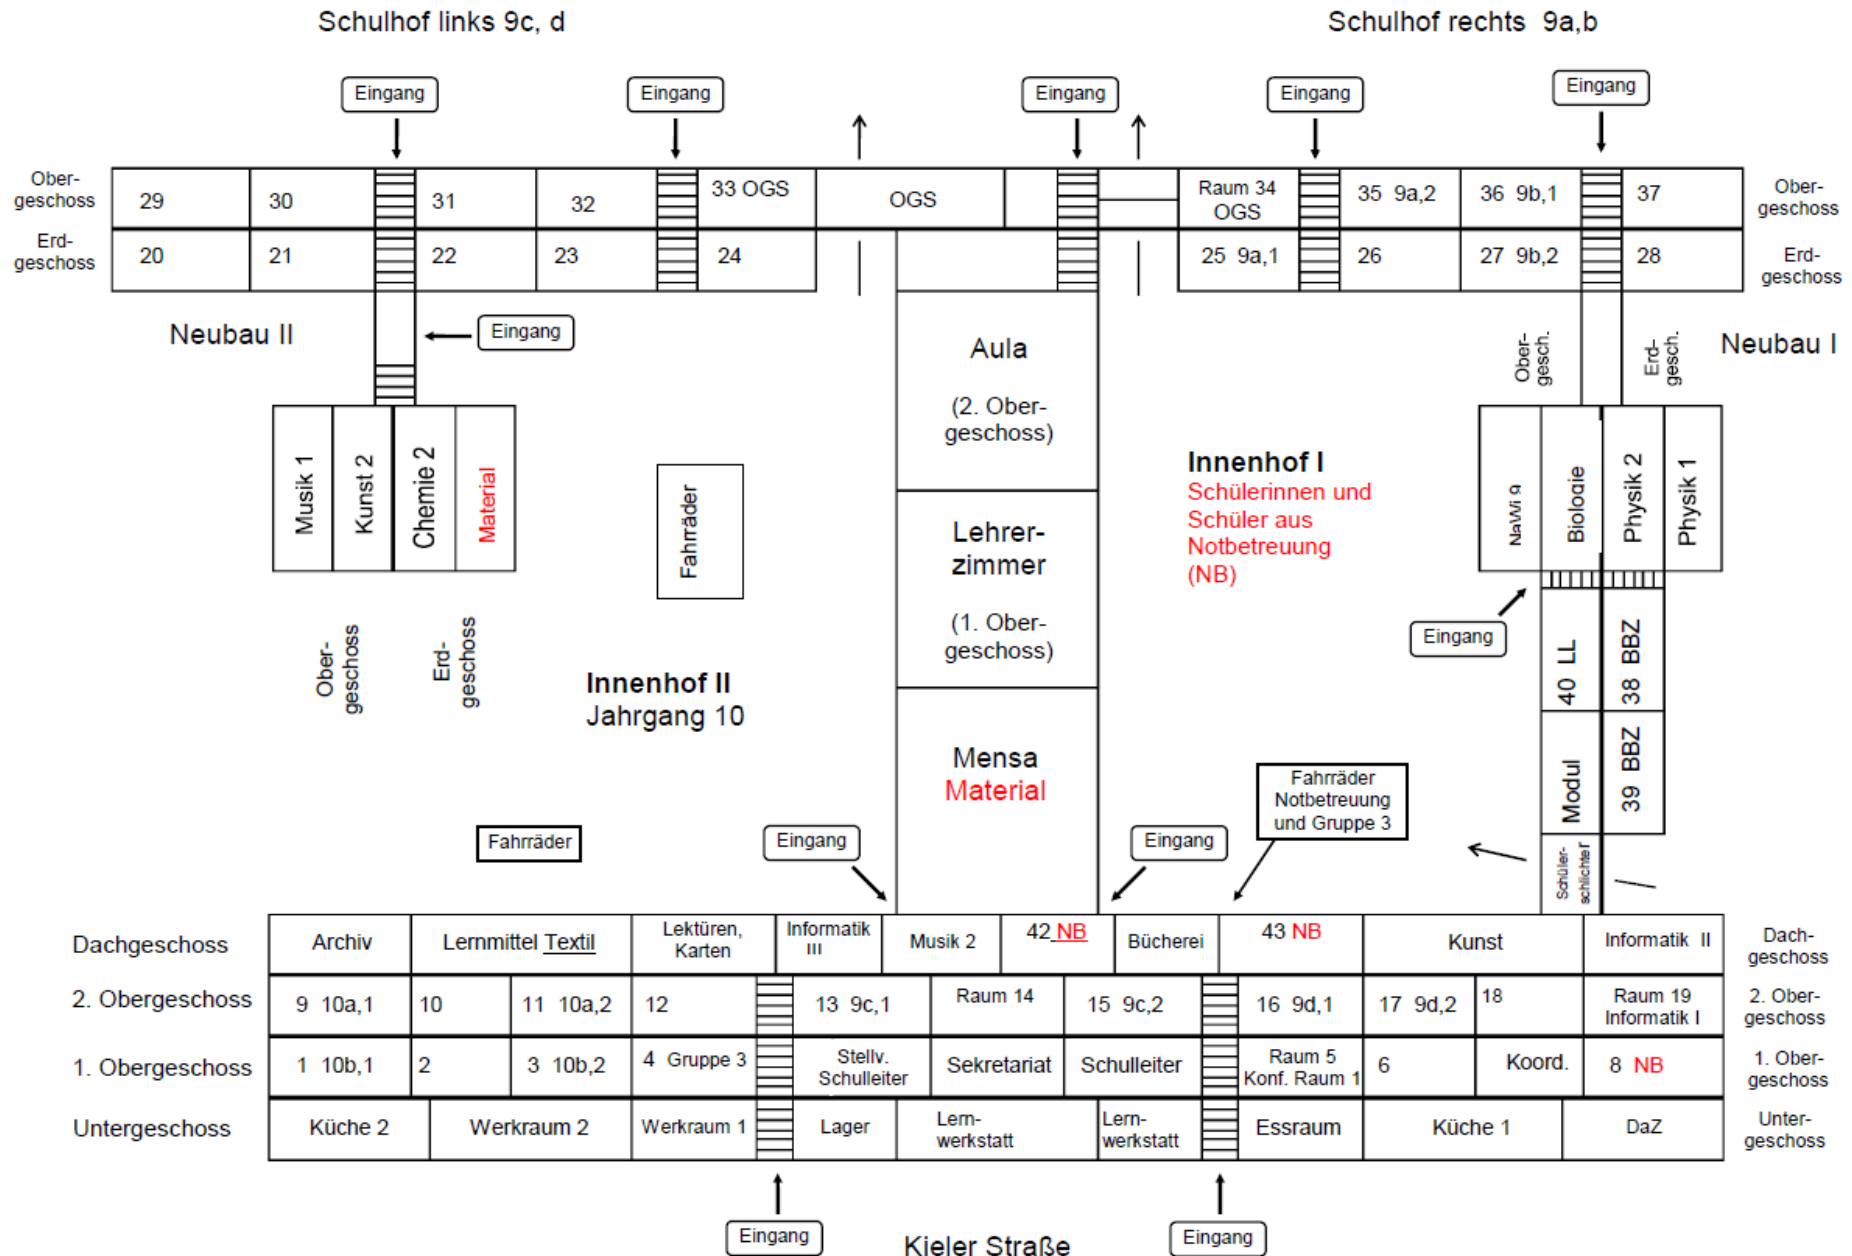 Schulhof links 9c, d
Schulhof rechts 9a,b
Eingang
Eingang
Eingang
Eingang
Eingang
Ober-
geschoss
29
30
31
32
33 OGS
OGS
Raum 34
OGS
35 9a,2
36 9b,1
37
Ober-
geschoss
Erd-
geschoss
20
21
22
23
24
25 9a,1
26
27 9b,2
28
Erd-
geschoss
Neubau II
Eingang
Aula
(2. Ober-
geschoss)
Ober-
gesch.
Erd-
gesch.
Neubau I
Musik 1
Kunst 2
Chemie 2
Material
Fahrräder
Lehrer-
zimmer
(1. Ober-
geschoss)
Innenhof I
Schülerinnen und
Schüler aus
Notbetreuung
(NB)
NaWi 9
Biologie
Physik 2
Physik 1
Eingang
Ober-
geschoss
Erd-
geschoss
Innenhof II
Jahrgang 10
40 LL
38 BBZ
Mensa
Material
Modul
39 BBZ
Fahrräder
Notbetreuung
und Gruppe 3
Fahrräder
Eingang
Eingang
Schüler-
schlichter
Dachgeschoss
Archiv
Lernmittel Textil
Lektüren,
Karten
Informatik
III
Musik 2
42 NB
Bücherei
43 NB
Kunst
Informatik II
Dach-
geschoss
2. Obergeschoss
9 10a,1
10
11 10a,2
12
13 9c,1
Raum 14
15 9c,2
16 9d,1
17 9d,2
18
Raum 19
Informatik I
2. Ober-
geschoss
1. Obergeschoss
1 10b,1
2
3 10b,2
4 Gruppe 3
Stellv.
Schulleiter
Sekretariat
Schulleiter
Raum 5
Konf. Raum 1
6
Koord.
8 NB
1. Ober-
geschoss
Untergeschoss
Küche 2
Werkraum 2
Werkraum 1
Lager
Lern-
werkstatt
Lern-
werkstatt
Essraum
Küche 1
DaZ
Unter-
geschoss
Eingang
Kieler Straße
Eingang